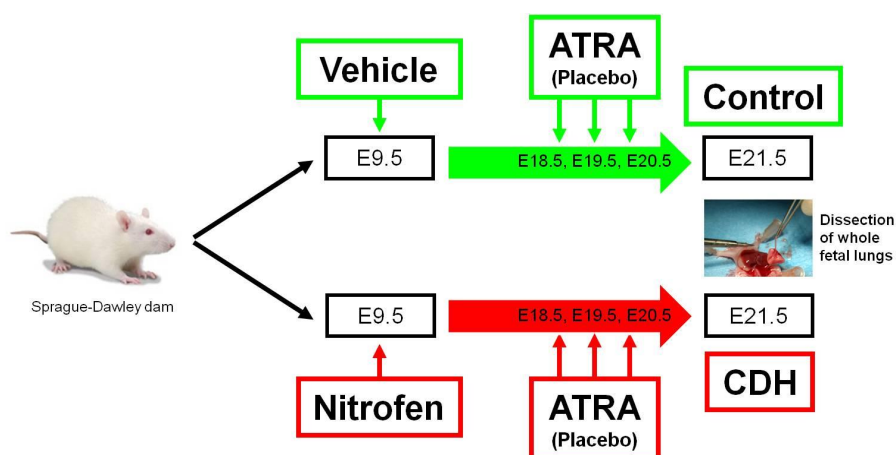 Vehicle
ATRA
(Placebo)
Control
E9.5
E18.5, E19.5, E20.5
E21.5
Sprague-Dawley dam
Dissection
of whole
fetal lungs
E9.5
E18.5, E19.5, E20.5
E21.5
Nitrofen
ATRA
(Placebo)
CDH